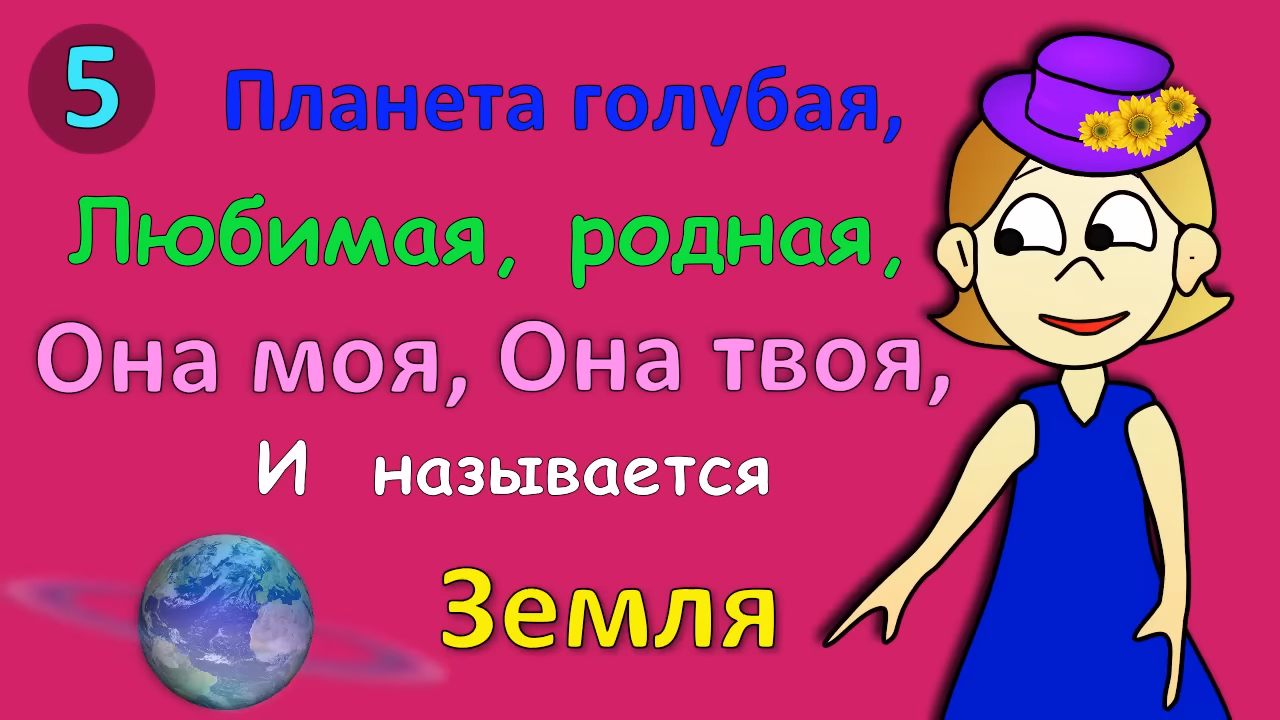 5
Планета голубая,
Любимая, родная,
Она моя, Она твоя,
И называется
Земля